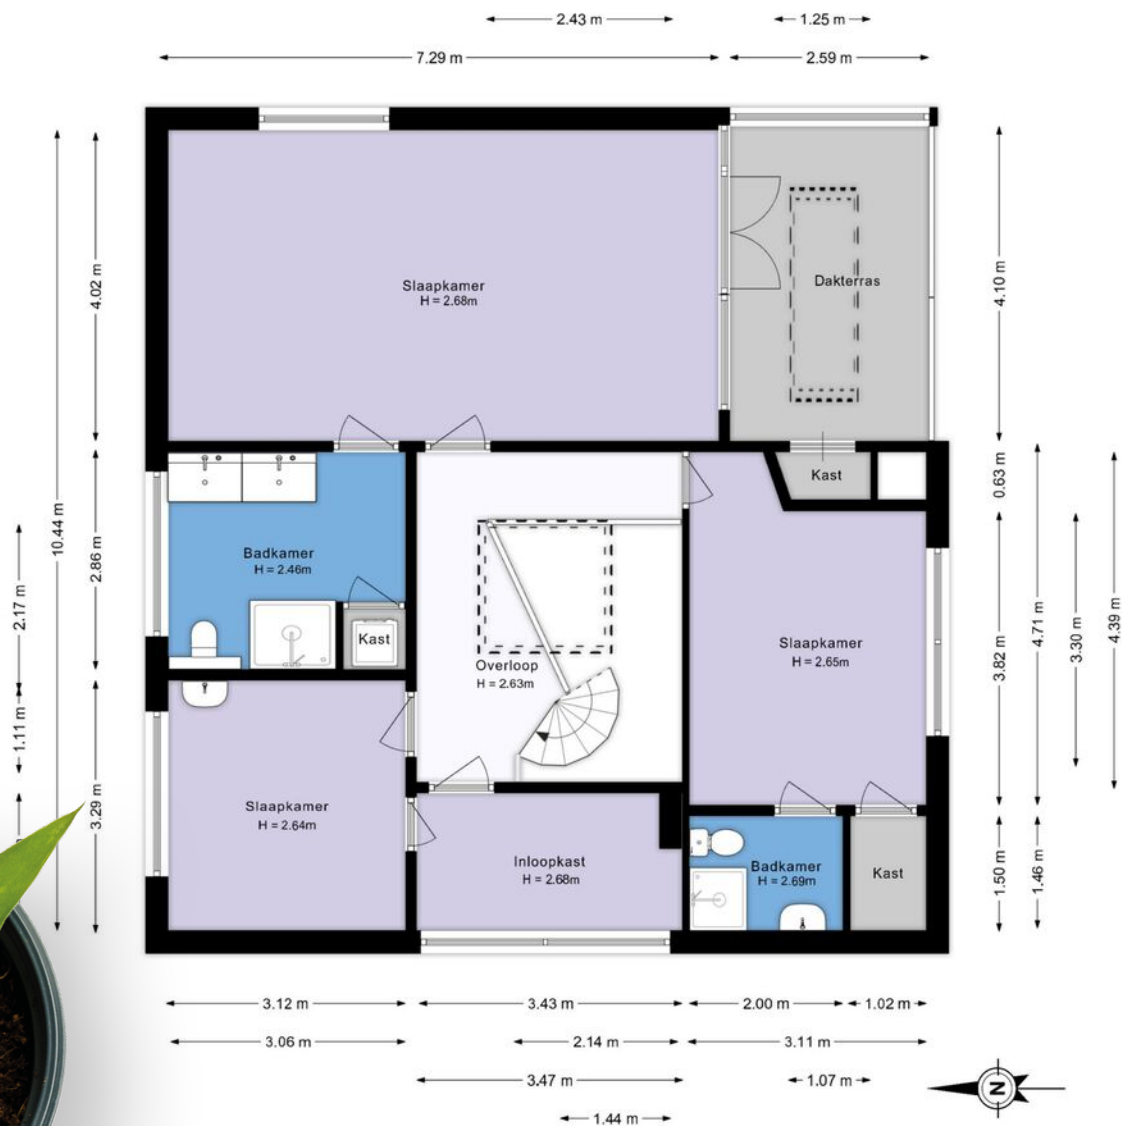 2.43 m
1.25 m
7.29 m
2.59 m
Slaapkamer
H = 2.68m
Dakterras
4.02 m
4.10 m
10.44 m
Kast
0.63 m
Badkamer
H = 2.46m
2.86 m
2.17 m
Kast
Overloop
H = 2.63m
Slaapkamer
H = 2.65m
3.82 m
4.71 m
3.30 m
4.39 m
1.11 m
Slaapkamer
H = 2.64m
3.29 m
Inloopkast
H = 2.68m
Badkamer
H = 2.69m
Kast
1.50 m
1.46 m
3.12 m
3.43 m
2.00 m
1.02 m
3.06 m
2.14 m
3.11 m
3.47 m
1.07 m
1.44 m
N